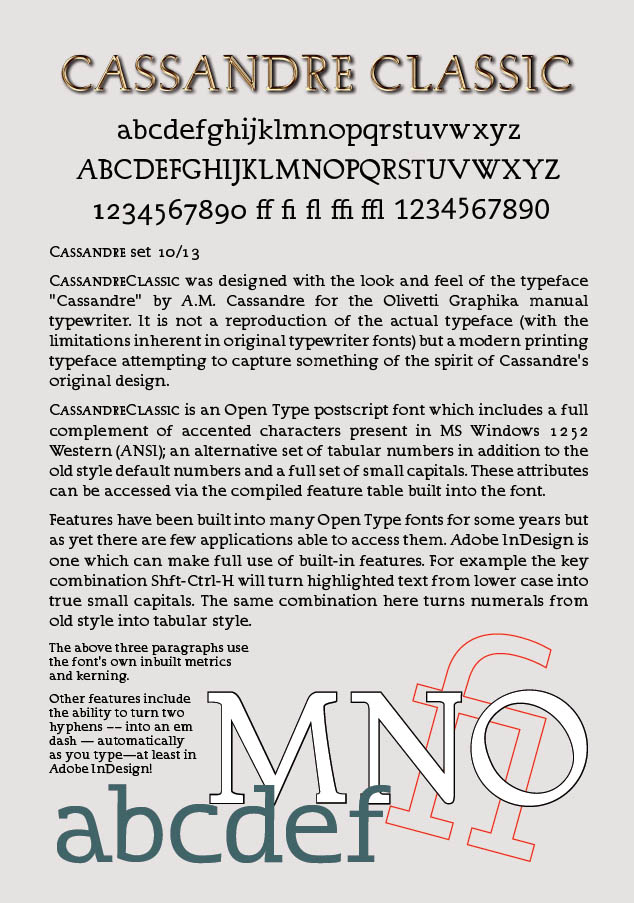 CASSANDRE CLASSIC
abcdefghijklmnopqrstuvwxyz
ABCDEFGHIJKLMNOPQRSTUVWXYZ
1234567890 ff fi fl ffi ffl 1234567890
CASSANDRE set 10/13
CASSANDRECLASSIC was designed with the look and feel of the typeface
"Cassandre" by A.M. Cassandre for the Olivetti Graphika manual
typewriter. It is not a reproduction of the actual typeface (with the
limitations inherent in original typewriter fonts) but a modern printing
typeface attempting to capture something of the spirit of Cassandre's
original design.
CASSANDRECLASSIC is an Open Type postscript font which includes a full
complement of accented characters present in MS Windows 1252
Western (ANSI); an alternative set of tabular numbers in addition to the
old style default numbers and a full set of small capitals. These attributes
can be accessed via the compiled feature table built into the font.
Features have been built into many Open Type fonts for some years but
as yet there are few applications able to access them. Adobe InDesign is
one which can make full use of built-in features. For example the key
combination Shft-Ctrl-H will turn highlighted text from lower case into
true small capitals. The same combination here turns numerals from
old style into tabular style.
The above three paragraphs use
the font's own inbuilt metrics
and kerning.
Other features include
the ability to turn two
hyphens -- into an em
dash — automatically
as you type—at least in
Adobe InDesign!
MNO
fi
abcdef